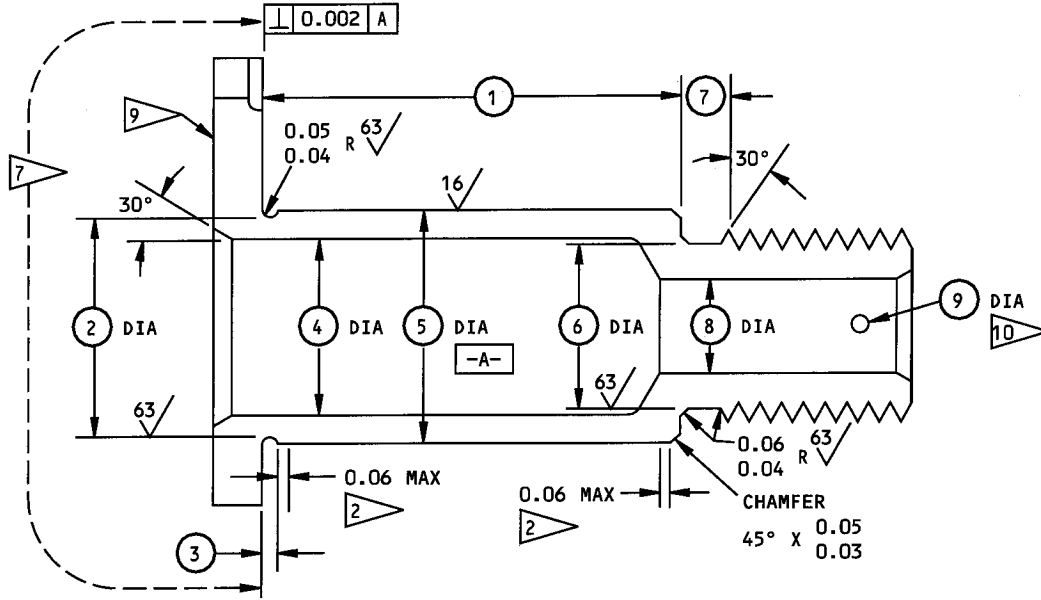 ⊥ 0.002 A
1
7
9
0.05
0.04 R 63
7
30°
16
30°
2 DIA
4 DIA
5 DIA
-A-
6 DIA
8 DIA
9 DIA
10
63
63
0.06
0.04 R 63
0.06 MAX
2
0.06 MAX
2
CHAMFER
45° X 0.05
0.03
3